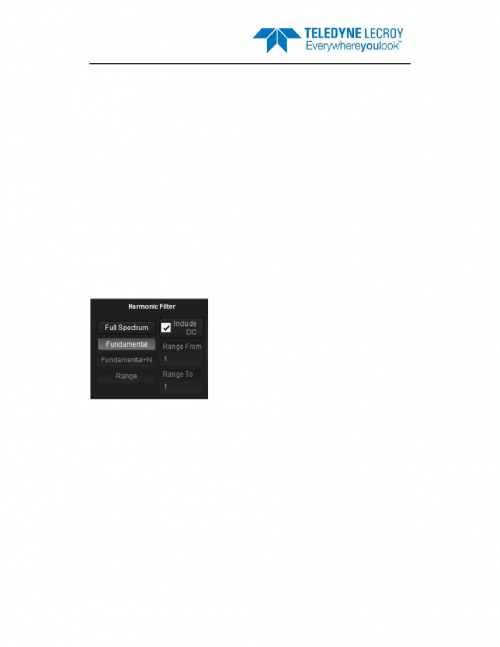 TELEDYNE LECROY
Everywhereyoulook™
Harmonic Filter
Full Spectrum
Include DC
Fundamental
Range From
Fundamental+N
1
Range
Range To
1